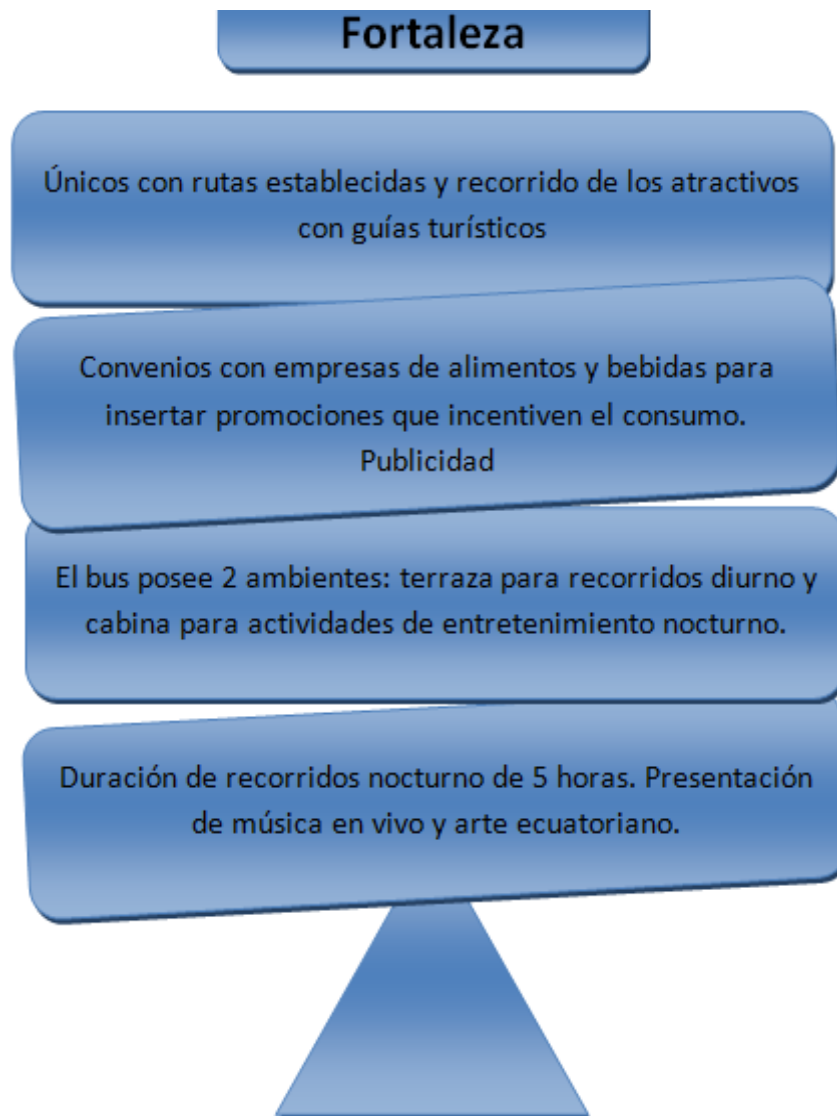 Fortaleza
Únicos con rutas establecidas y recorrido de los atractivos
con guías turísticos
Convenios con empresas de alimentos y bebidas para
insertar promociones que incentiven el consumo.
Publicidad
El bus posee 2 ambientes: terraza para recorridos diurno y
cabina para actividades de entretenimiento nocturno.
Duración de recorridos nocturno de 5 horas. Presentación
de música en vivo y arte ecuatoriano.